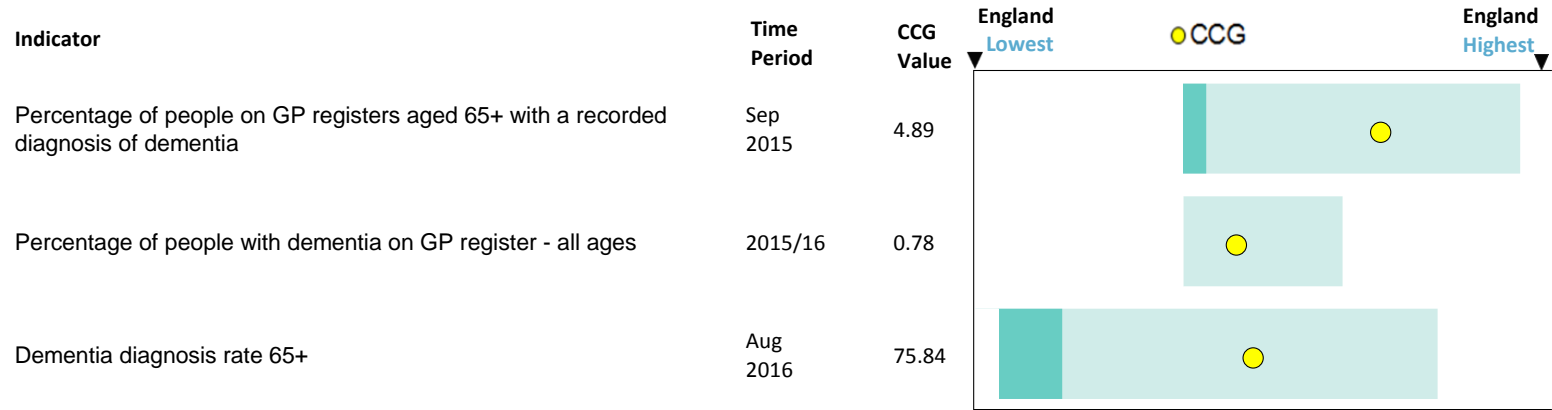 Indicator
Time
Period
CCG
Value
England
Lowest
CCG
England
Highest
Percentage of people on GP registers aged 65+ with a recorded
diagnosis of dementia
Sep
2015
4.89
Percentage of people with dementia on GP register - all ages
2015/16
0.78
Dementia diagnosis rate 65+
Aug
2016
75.84